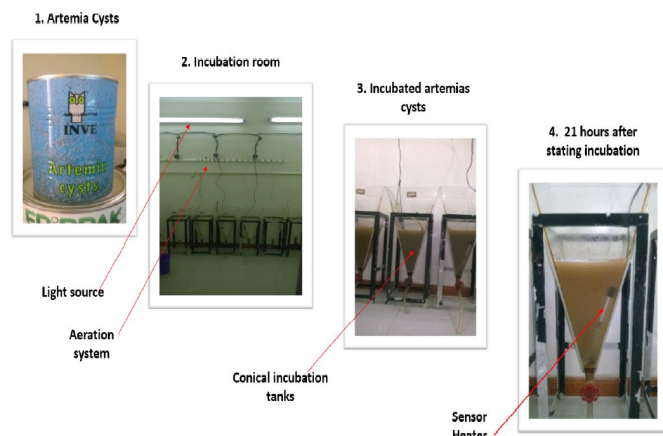 1. Artemia Cysts
2. Incubation room
3. Incubated artemias
cysts
4. 21 hours after
stating incubation
INVE
Artemia
cysts
Light source
Aeration
system
Conical incubation
tanks
Sensor
Heater